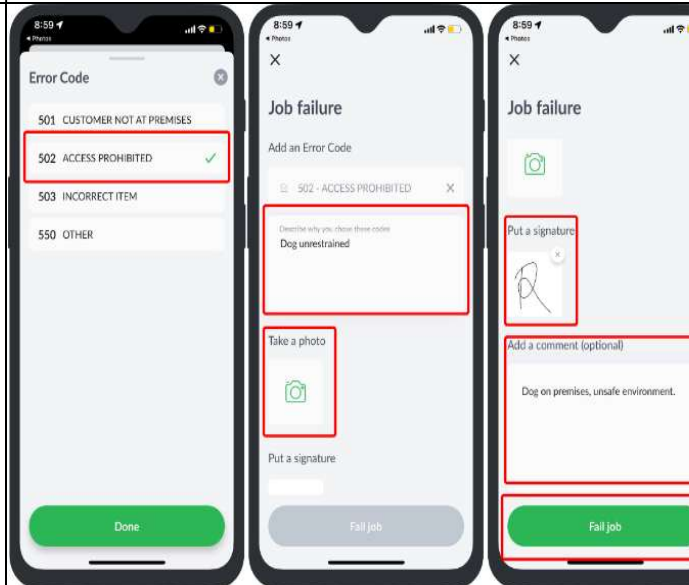 8:59
Photos
Error Code
501 CUSTOMER NOT AT PREMISES
502 ACCESS PROHIBITED
503 INCORRECT ITEM
550 OTHER
Done
8:59
Photos
Job failure
Add an Error Code
502 - ACCESS PROHIBITED
Describe why you chose these codes
Dog unrestrained
Take a photo
Put a signature
Fail job
8:59
Photos
Job failure
Put a signature
Add a comment (optional)
Dog on premises, unsafe environment.
Fail job